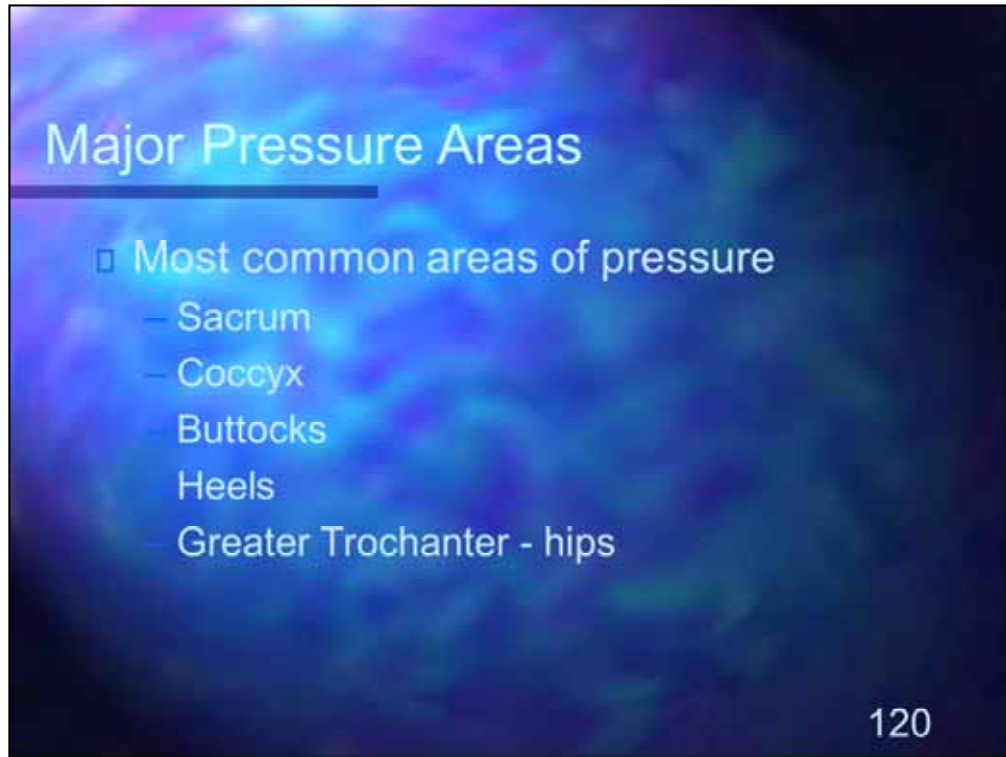 Major Pressure Areas
Most common areas of pressure
– Sacrum
– Coccyx
– Buttocks
– Heels
– Greater Trochanter - hips
120